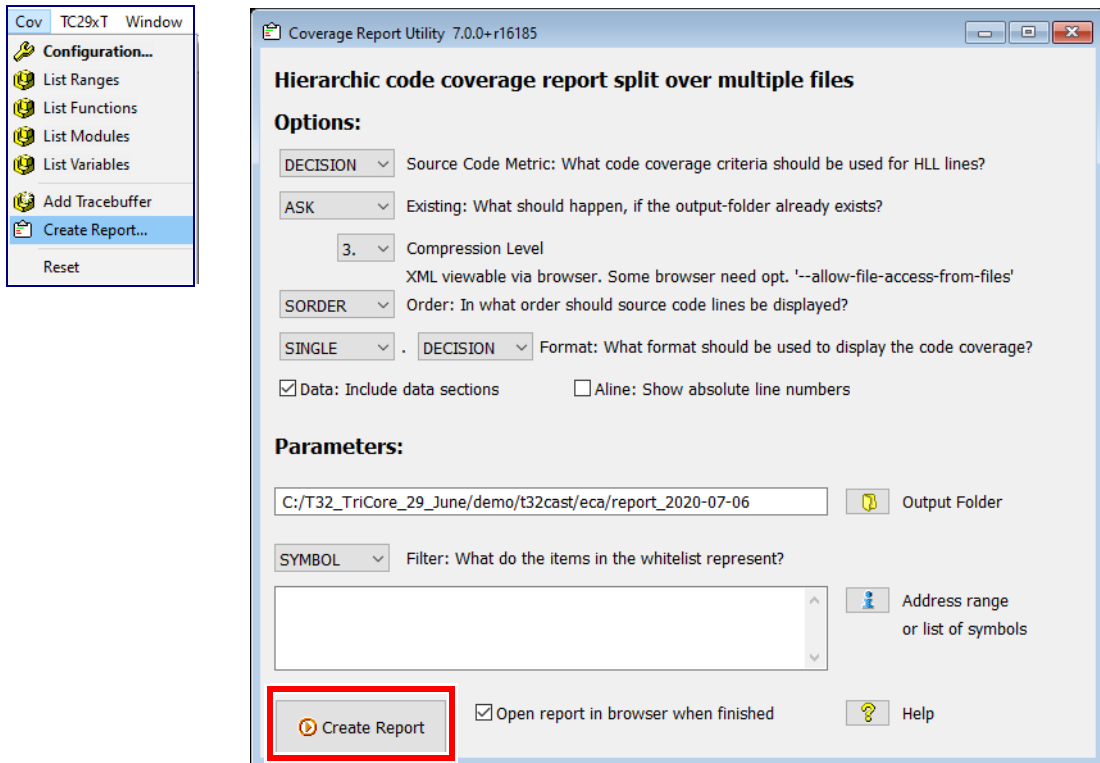 Cov TC29xT Window
Configuration...
List Ranges
List Functions
List Modules
List Variables
Add Tracebuffer
Create Report...
Reset
Coverage Report Utility 7.0.0+r16185
Hierarchic code coverage report split over multiple files
Options:
DECISION Source Code Metric: What code coverage criteria should be used for HLL lines?
ASK Existing: What should happen, if the output-folder already exists?
3. Compression Level
XML viewable via browser. Some browser need opt. '--allow-file-access-from-files'
SORDER Order: In what order should source code lines be displayed?
SINGLE . DECISION Format: What format should be used to display the code coverage?
Data: Include data sections Aline: Show absolute line numbers
Parameters:
C:/T32_TriCore_29_June/demo/t32cast/eca/report_2020-07-06 Output Folder
SYMBOL Filter: What do the items in the whitelist represent?
Address range
or list of symbols
Create Report Open report in browser when finished Help